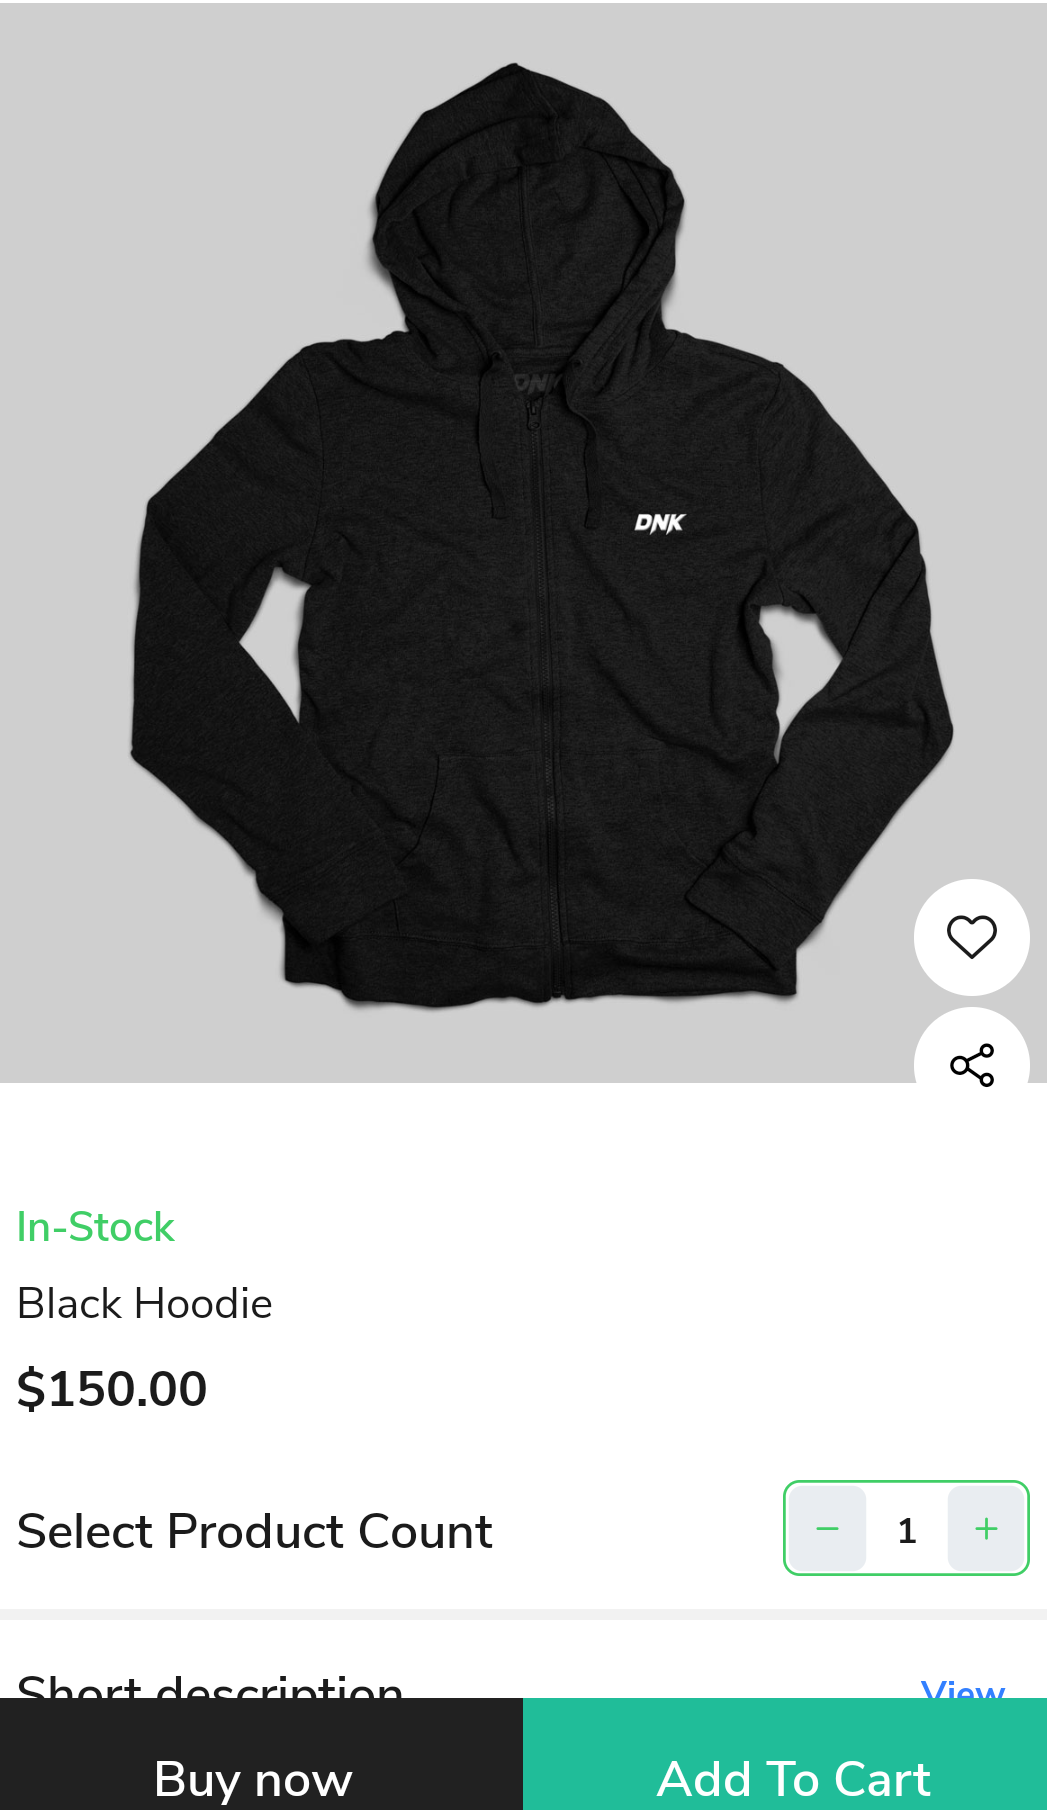 DNK
DNK
In-Stock
Black Hoodie
$150.00
Select Product Count
− 1 +
Short description
View
Buy now
Add To Cart